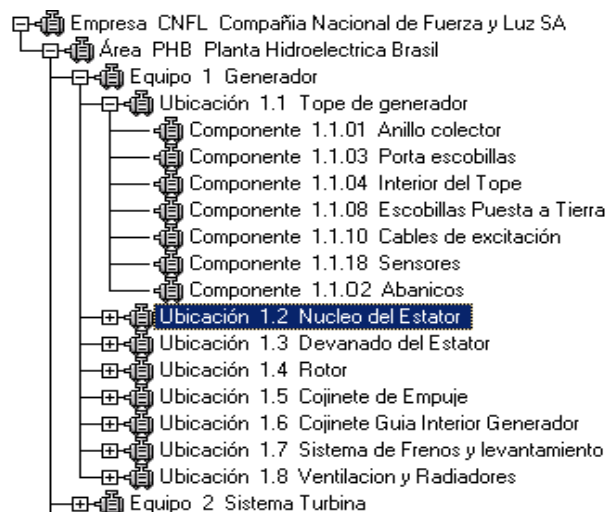 Empresa CNFL Compañia Nacional de Fuerza y Luz SA
Área PHB Planta Hidroelectrica Brasil
Equipo 1 Generador
Ubicación 1.1 Tope de generador
Componente 1.1.01 Anillo colector
Componente 1.1.03 Porta escobillas
Componente 1.1.04 Interior del Tope
Componente 1.1.08 Escobillas Puesta a Tierra
Componente 1.1.10 Cables de excitación
Componente 1.1.18 Sensores
Componente 1.1.O2 Abanicos
Ubicación 1.2 Nucleo del Estator
Ubicación 1.3 Devanado del Estator
Ubicación 1.4 Rotor
Ubicación 1.5 Cojinete de Empuje
Ubicación 1.6 Cojinete Guia Interior Generador
Ubicación 1.7 Sistema de Frenos y levantamiento
Ubicación 1.8 Ventilacion y Radiadores
Equipo 2 Sistema Turbina